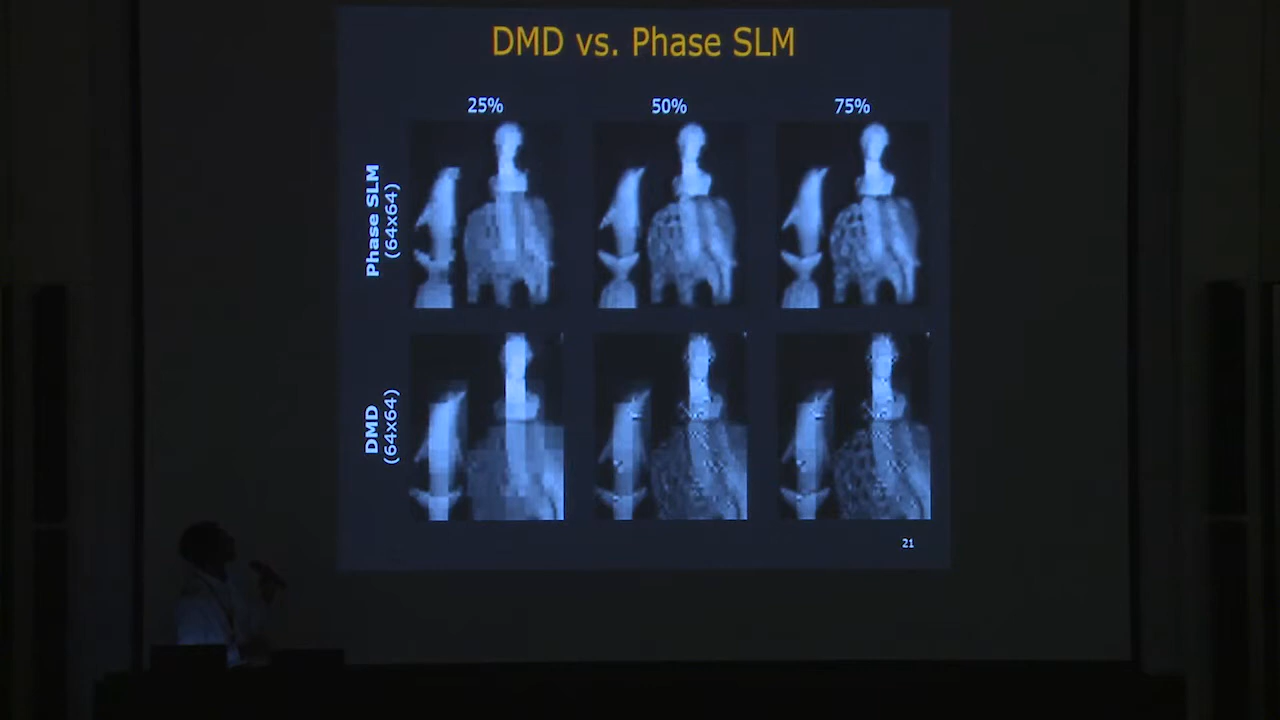 DMD vs. Phase SLM
25% 50% 75%
Phase SLM
(64x64)
DMD
(64x64)
21